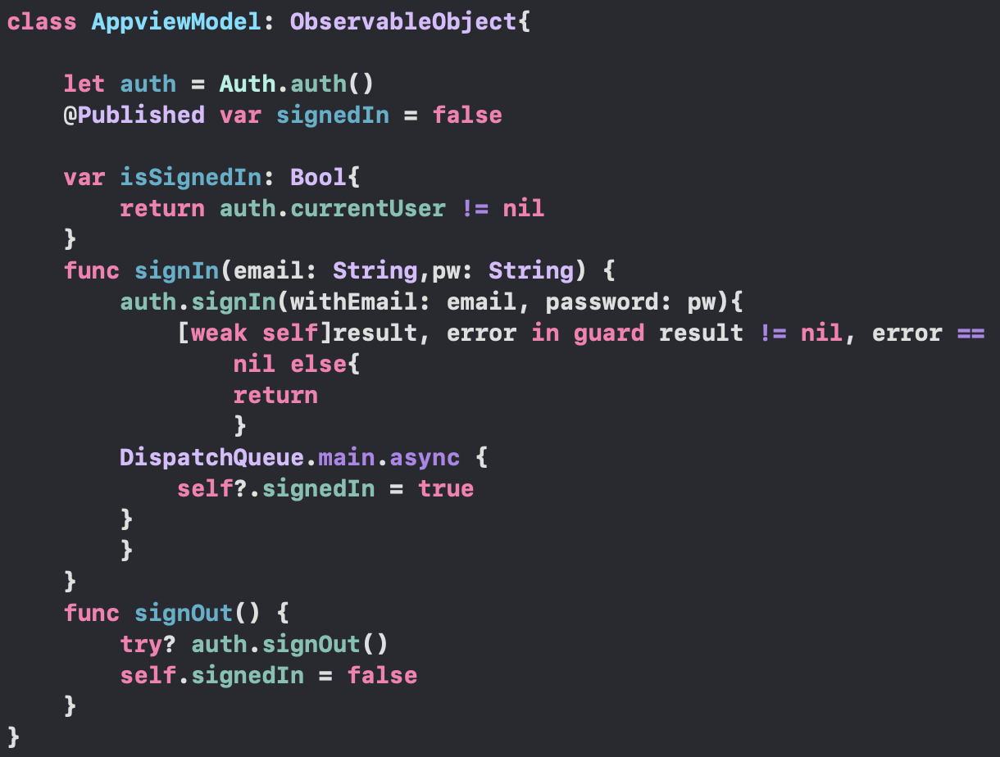 class AppviewModel: ObservableObject{
let auth = Auth.auth()
@Published var signedIn = false
var isSignedIn: Bool{
return auth.currentUser != nil
}
func signIn(email: String,pw: String) {
auth.signIn(withEmail: email, password: pw){
[weak self]result, error in guard result != nil, error ==
nil else{
return
}
DispatchQueue.main.async {
self?.signedIn = true
}
}
}
func signOut() {
try? auth.signOut()
self.signedIn = false
}
}